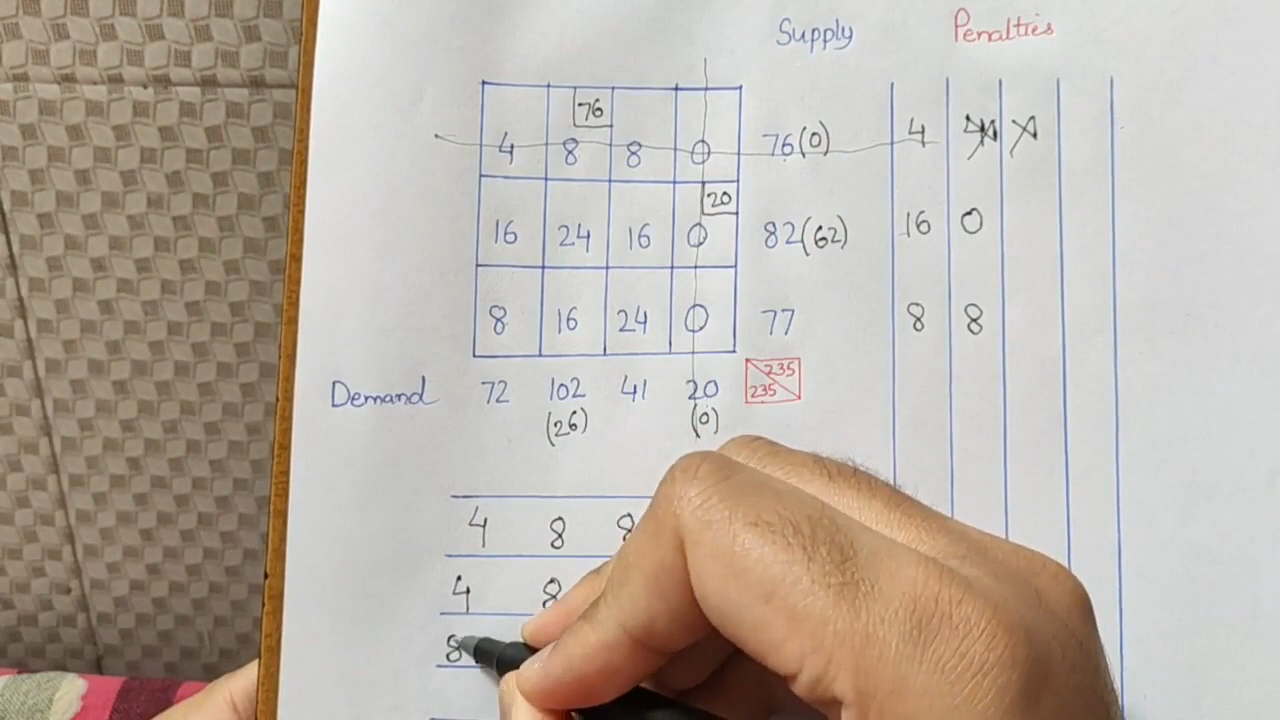 Supply Penalties
76
4 8 8 0 76(0) 4
20
16 24 16 0 82(62) 16 0
8 16 24 0 77 8 8
Demand 72 102 41 20 235
235
(26) (0)
4 8 8
4 8
8